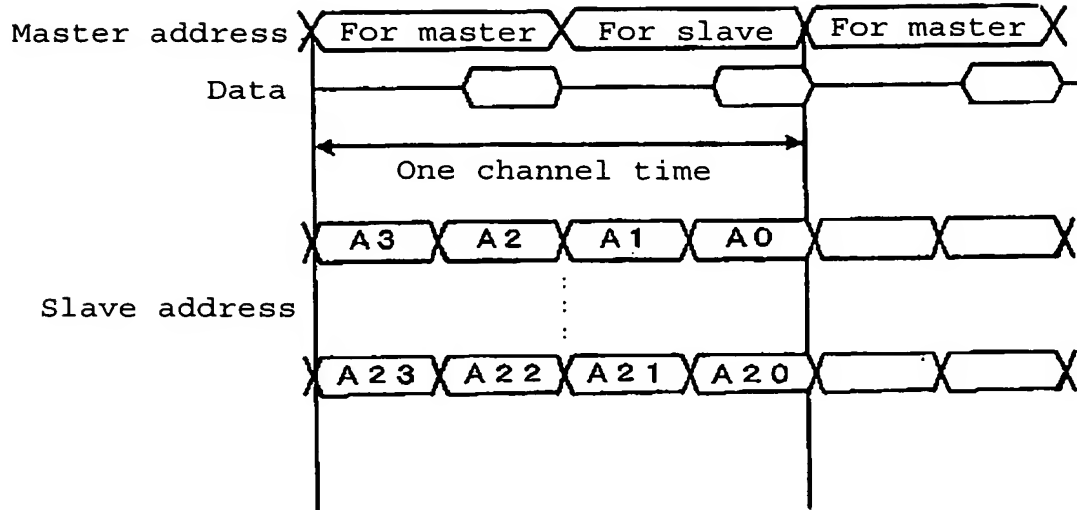 Master address For master For slave For master
Data
One channel time
A3 A2 A1 A0
Slave address
A23 A22 A21 A20